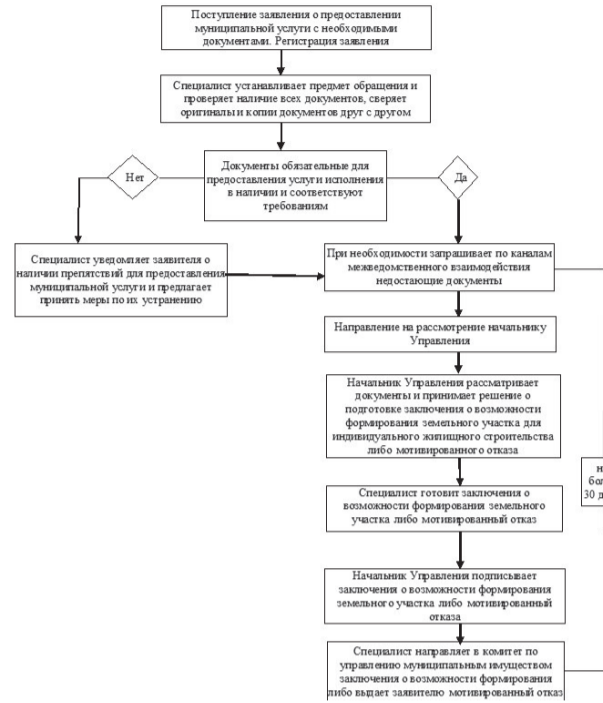 Поступление заявления о предоставлении
муниципальной услуги с необходимыми
документами. Регистрация заявления
Специалист устанавливает предмет обращения и
проверяет наличие всех документов, сверяет
оригиналы и копии документов друг с другом
Нет
Документы обязательные для
предоставления услуги исполнения
в наличии и соответствуют
требованиям
Да
Специалист уведомляет заявителя о
наличии препятствий для предоставления
муниципальной услуги и предлагает
принять меры по их устранению
При необходимости запрашивает по каналам
межведомственного взаимодействия
недостающие документы
Направление на рассмотрение начальнику
Управления
Начальник Управления рассматривает
документы и принимает решение о
подготовке заключения о возможности
формирования земельного участка для
индивидуального жилищного строительства
либо мотивированного отказа
н
бол
30 д
Специалист готовит заключения о
возможности формирования земельного
участка либо мотивированный отказ
Начальник Управления подписывает
заключения о возможности формирования
земельного участка либо мотивированный
отказа
Специалист направляет в комитет по
управлению муниципальным имуществом
заключения о возможности формирования
либо выдает заявителю мотивированный отказ